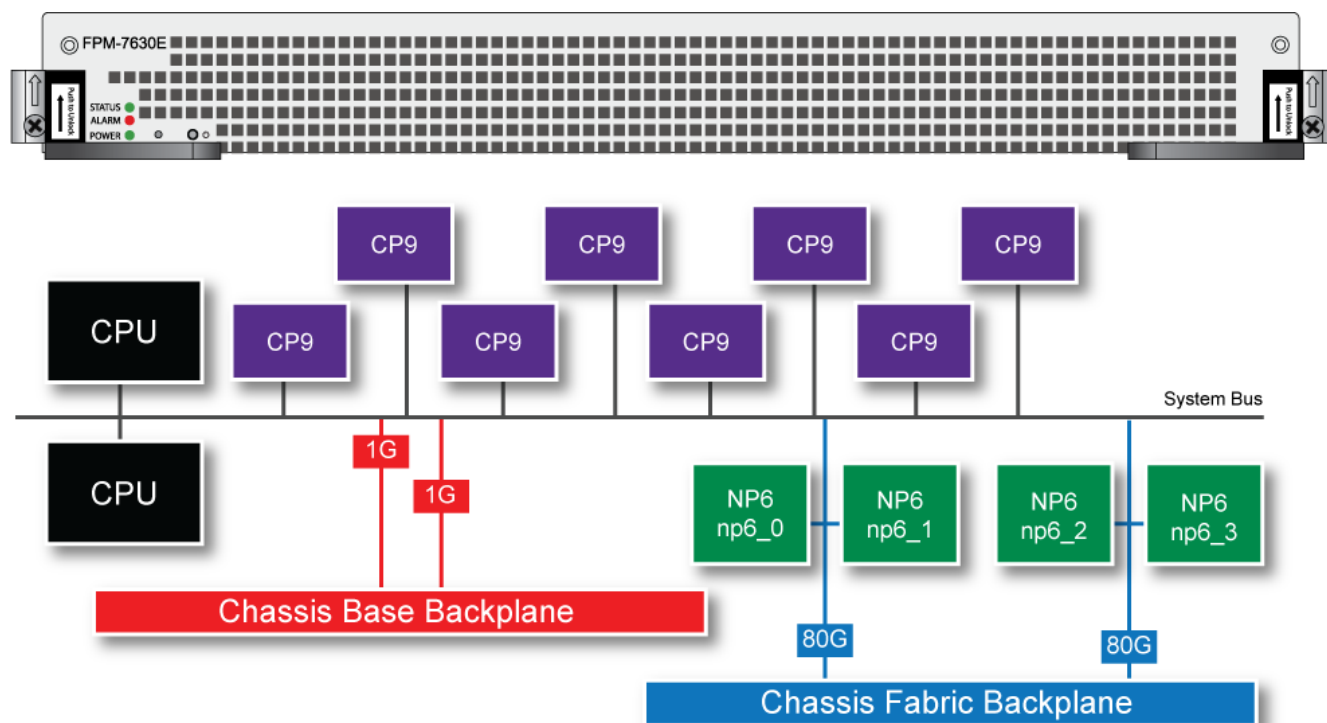 FPM-7630E
Push to Unlock
Push to Unlock
STATUS
ALARM
POWER
CP9
CP9
CP9
CP9
CPU
CP9
CP9
CP9
CP9
System Bus
CPU
1G
1G
NP6
np6_0
NP6
np6_1
NP6
np6_2
NP6
np6_3
Chassis Base Backplane
80G
80G
Chassis Fabric Backplane